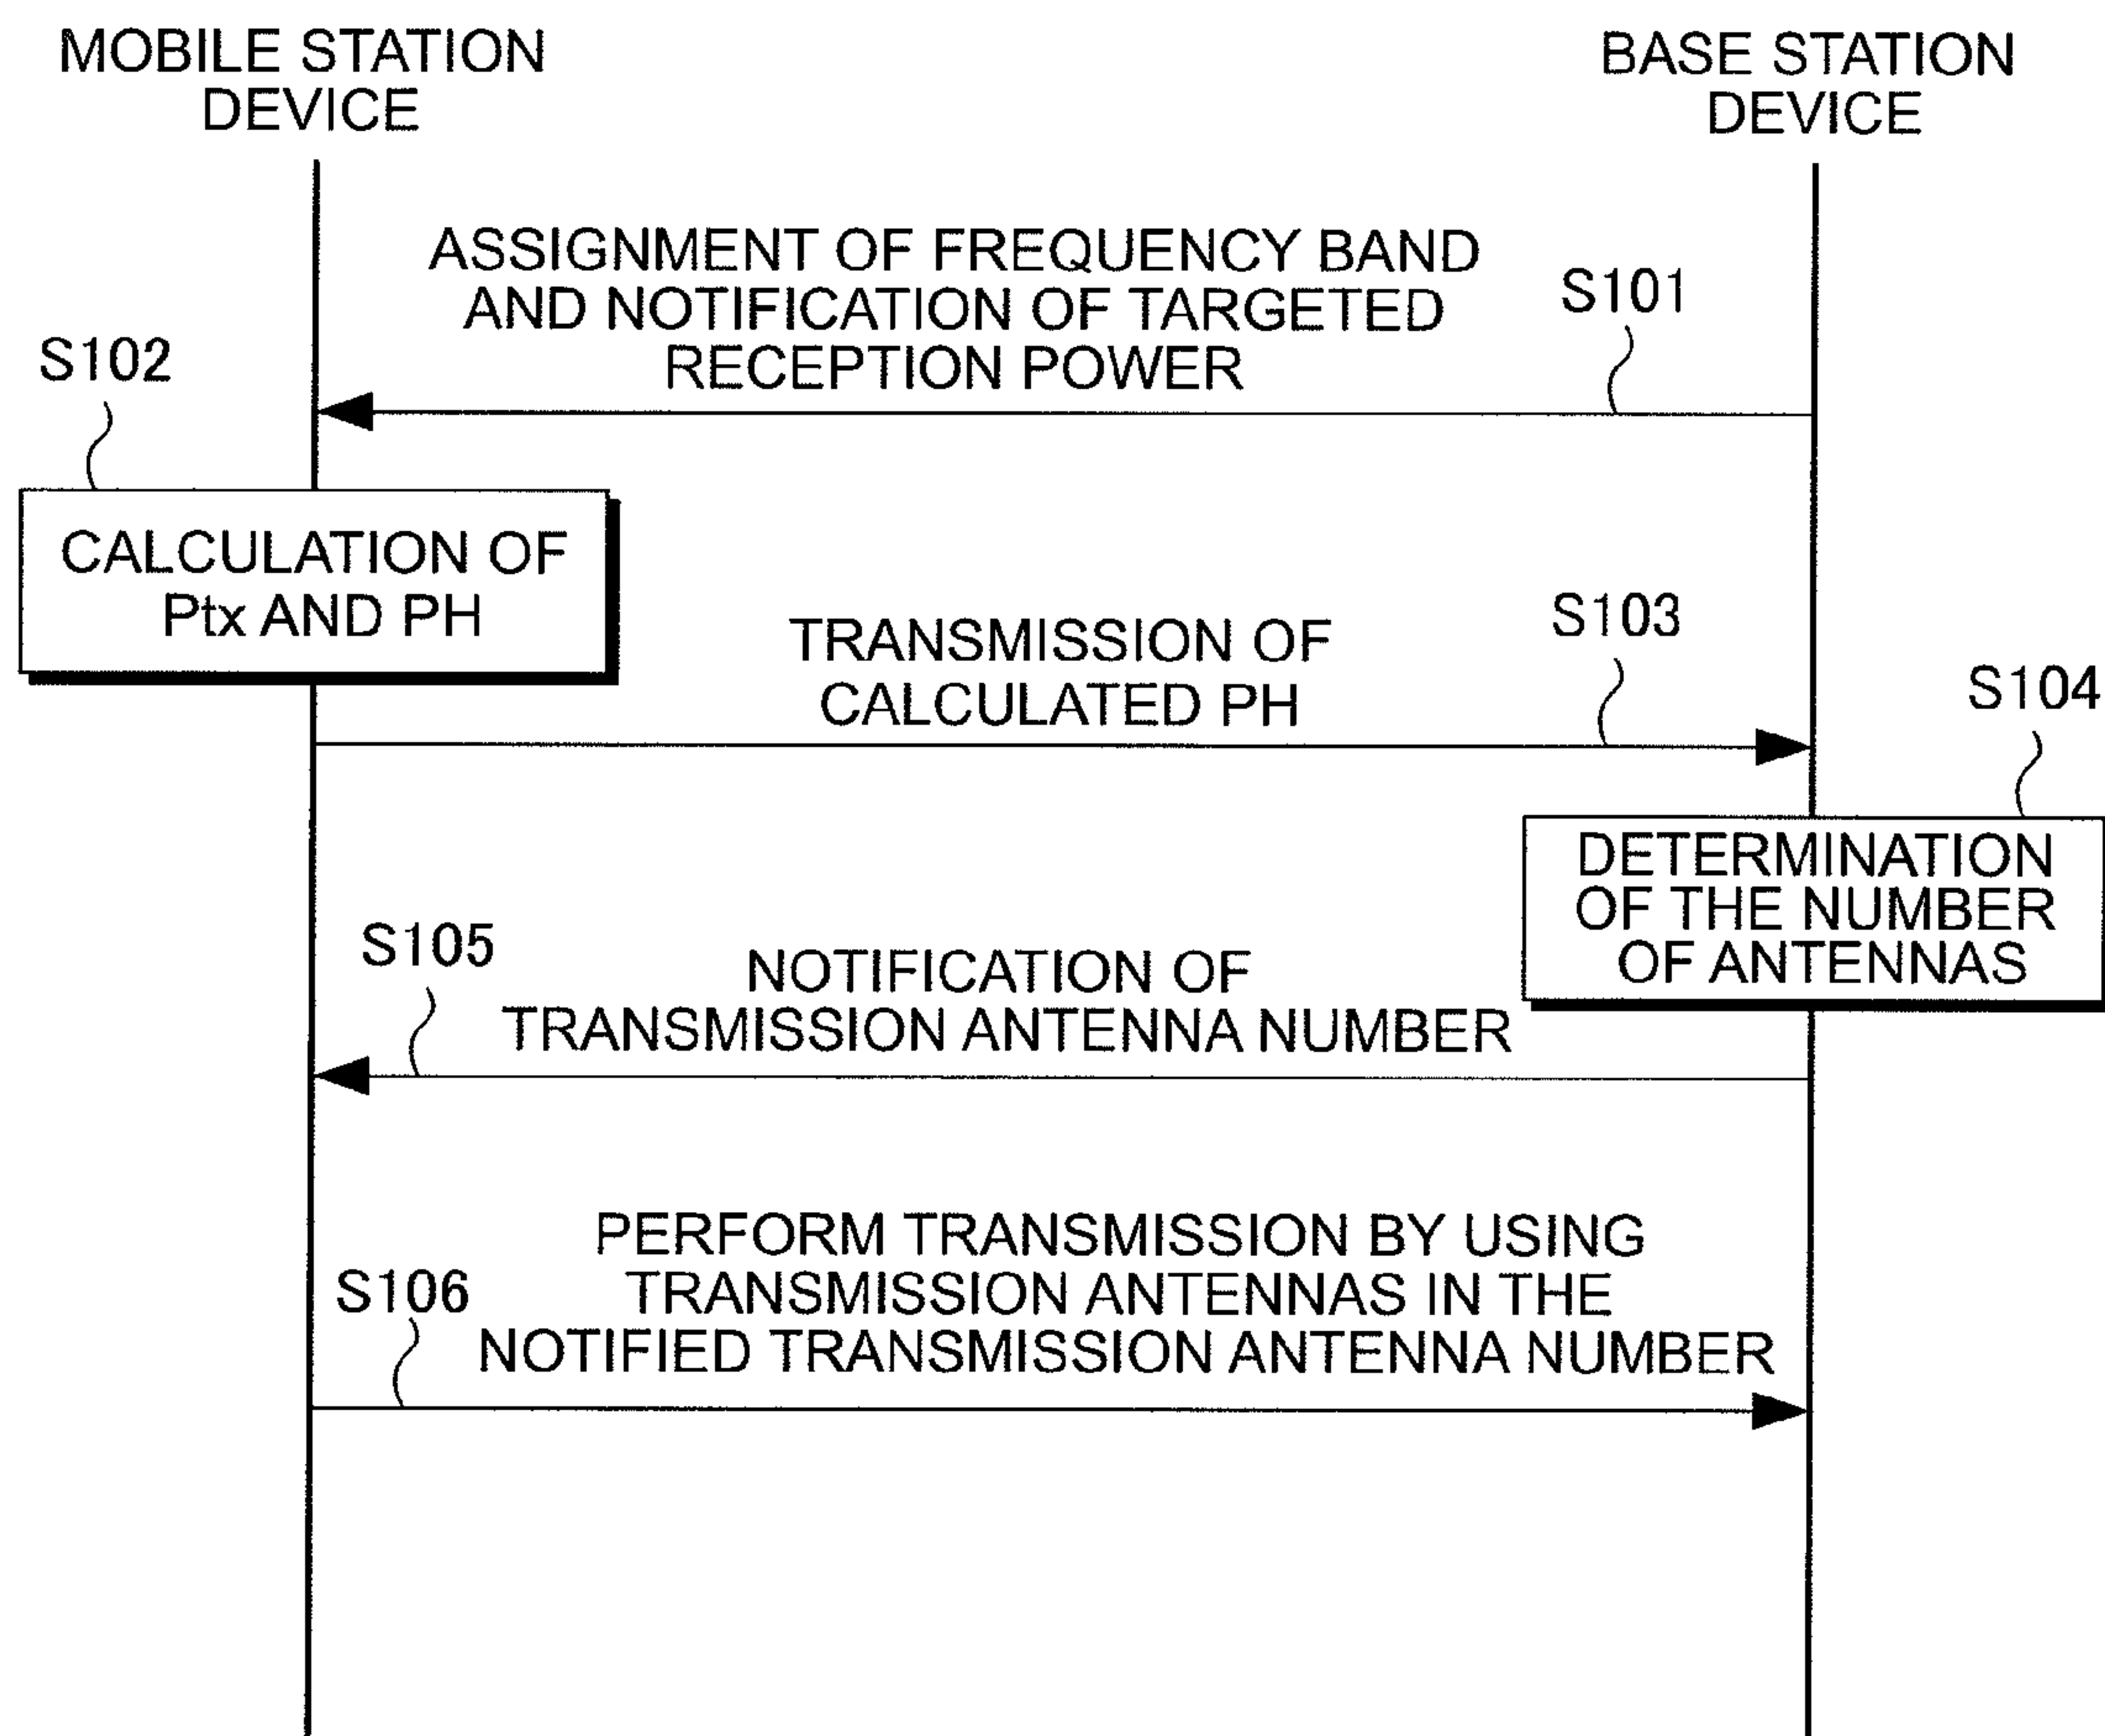 MOBILE STATION
DEVICE
BASE STATION
DEVICE
ASSIGNMENT OF FREQUENCY BAND
AND NOTIFICATION OF TARGETED
RECEPTION POWER
S101
S102
CALCULATION OF
Ptx AND PH
TRANSMISSION OF
CALCULATED PH
S103
S104
DETERMINATION
OF THE NUMBER
OF ANTENNAS
S105
NOTIFICATION OF
TRANSMISSION ANTENNA NUMBER
PERFORM TRANSMISSION BY USING
TRANSMISSION ANTENNAS IN THE
NOTIFIED TRANSMISSION ANTENNA NUMBER
S106